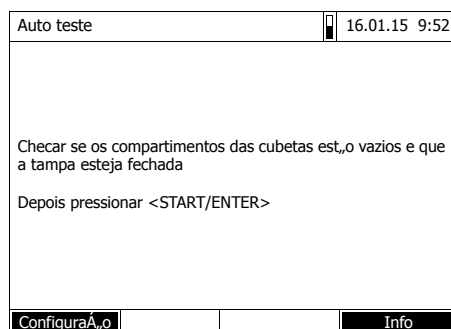 Auto teste
16.01.15 9:52
Checar se os compartimentos das cubetas est„o vazios e que
a tampa esteja fechada
Depois pressionar <START/ENTER>
ConfiguraÁ„o
Info